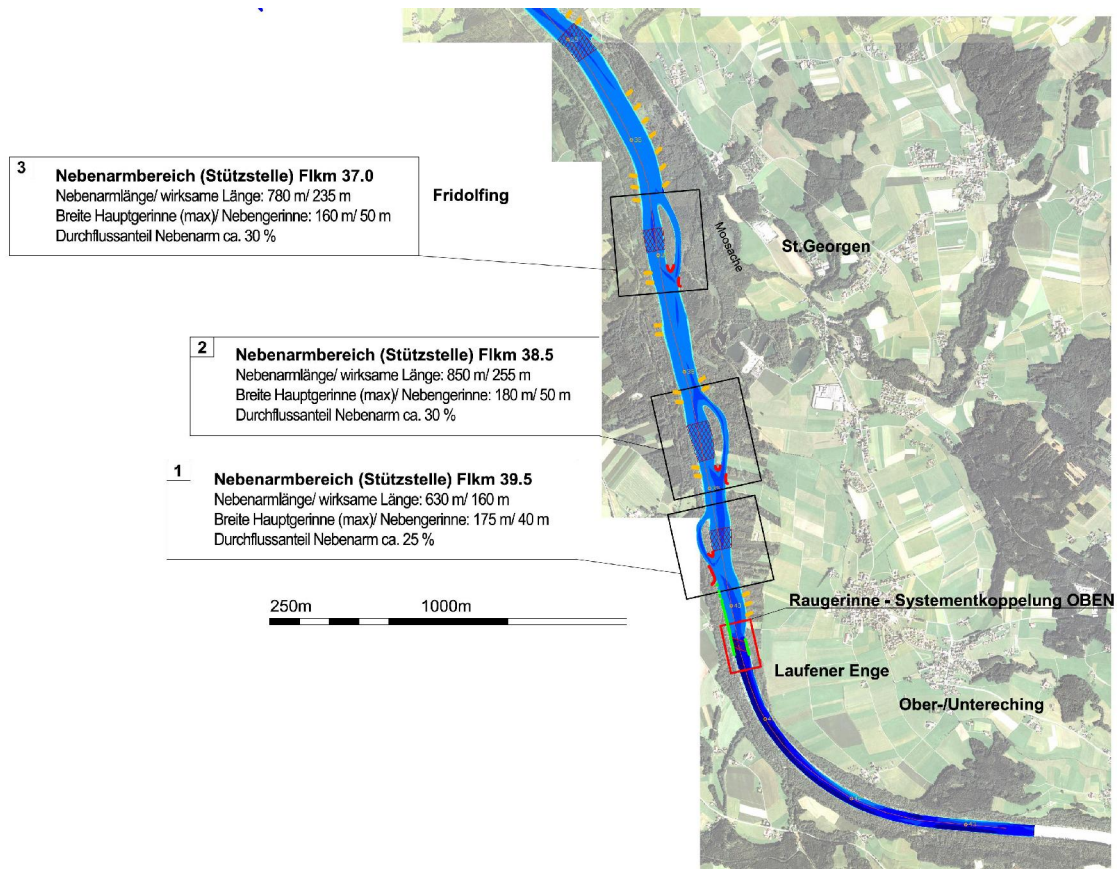 3
Nebenarmbereich (Stützstelle) Flkm 37.0
Nebenarmlänge/ wirksame Länge: 780 m/ 235 m
Breite Hauptgerinne (max)/ Nebengerinne: 160 m/ 50 m
Durchflussanteil Nebenarm ca. 30 %
Fridolfing
Moosache
St.Georgen
2
Nebenarmbereich (Stützstelle) Flkm 38.5
Nebenarmlänge/ wirksame Länge: 850 m/ 255 m
Breite Hauptgerinne (max)/ Nebengerinne: 180 m/ 50 m
Durchflussanteil Nebenarm ca. 30 %
1
Nebenarmbereich (Stützstelle) Flkm 39.5
Nebenarmlänge/ wirksame Länge: 630 m/ 160 m
Breite Hauptgerinne (max)/ Nebengerinne: 175 m/ 40 m
Durchflussanteil Nebenarm ca. 25 %
250m 1000m
Raugerinne - Systementkoppelung OBEN
Laufener Enge
Ober-/Untereching